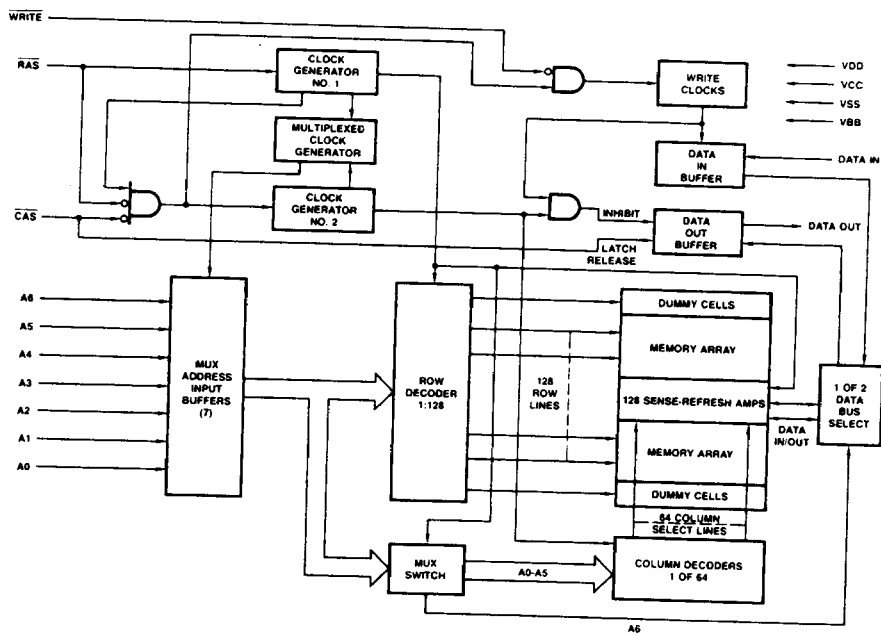 WRITE
RAS
CLOCK
GENERATOR
NO. 1
WRITE
CLOCKS
VDD
VCC
VSS
VBB
MULTIPLEXED
CLOCK
GENERATOR
DATA
IN
BUFFER
DATA IN
CAS
CLOCK
GENERATOR
NO. 2
INHIBIT
DATA
OUT
BUFFER
DATA OUT
LATCH
RELEASE
A6
A5
A4
A3
A2
A1
A0
MUX
ADDRESS
INPUT
BUFFERS
(7)
ROW
DECODER
1:128
128
ROW
LINES
DUMMY CELLS
MEMORY ARRAY
128 SENSE-REFRESH AMPS
MEMORY ARRAY
DUMMY CELLS
DATA
IN/OUT
1 OF 2
DATA
BUS
SELECT
64 COLUMN
SELECT LINES
MUX
SWITCH
A0-A5
COLUMN DECODERS
1 OF 64
A6